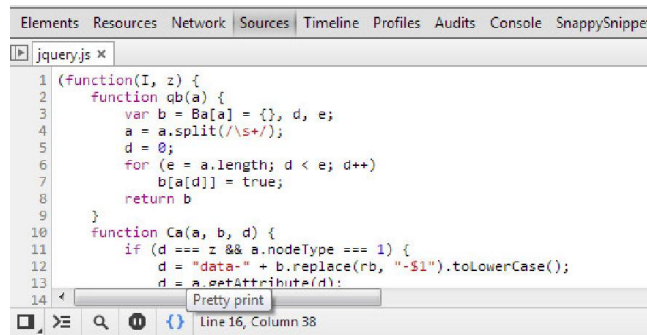 Elements Resources Network Sources Timeline Profiles Audits Console SnappySnippe
jquery.js ×
1 (function(I, z) {
2     function qb(a) {
3         var b = Ba[a] = {}, d, e;
4         a = a.split(/\s+/);
5         d = 0;
6         for (e = a.length; d < e; d++)
7             b[a[d]] = true;
8         return b
9     }
10     function Ca(a, b, d) {
11         if (d === z && a.nodeType === 1) {
12             d = "data-" + b.replace(rb, "-$1").toLowerCase();
13             d = a.getAttribute(d);
14
Pretty print
{} Line 16, Column 38